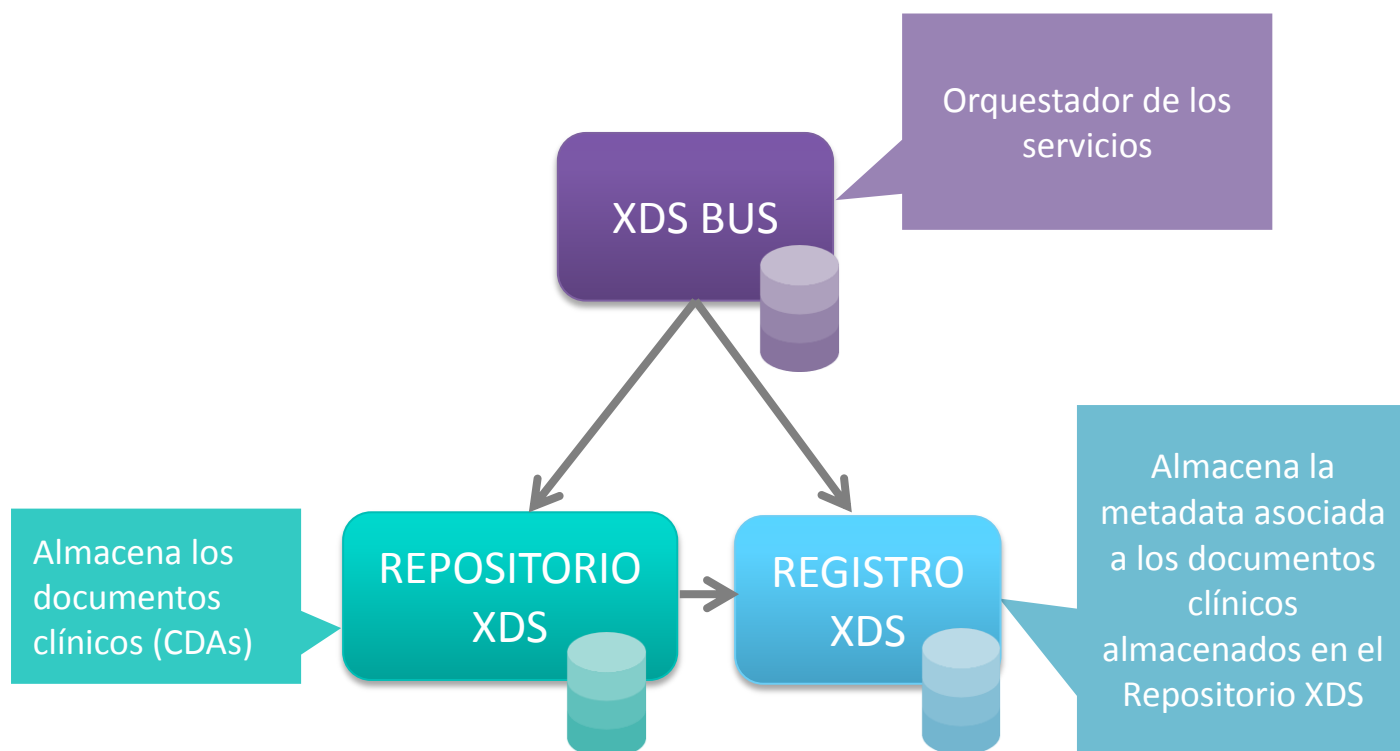 Orquestador de los
servicios
XDS BUS
Almacena los
documentos
clínicos (CDAs)
REPOSITORIO
XDS
REGISTRO
XDS
Almacena la
metadata asociada
a los documentos
clínicos
almacenados en el
Repositorio XDS